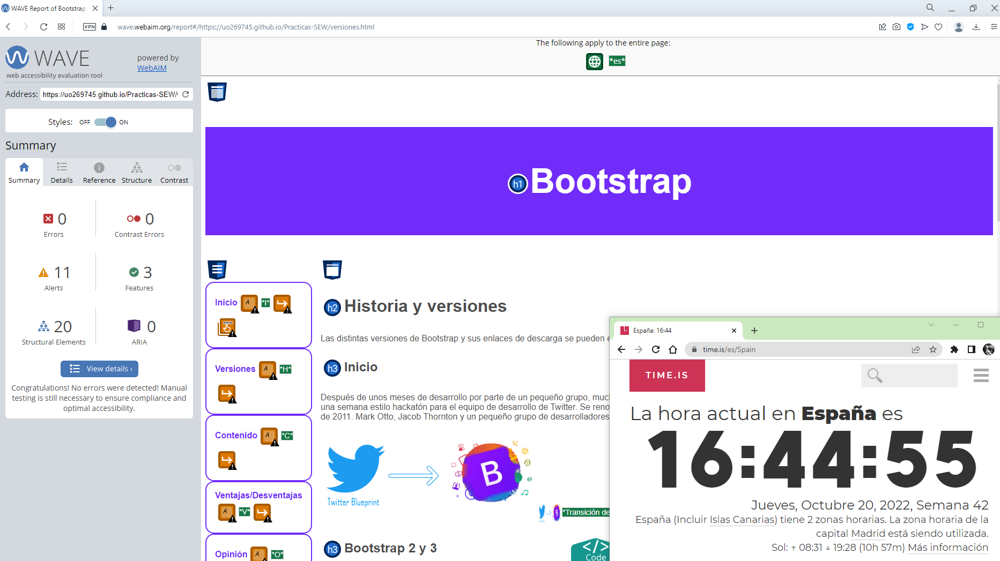 WAVE Report of Bootstrap
VPN
wave.webaim.org/report#/https://uo269745.github.io/Practicas-SEW/versiones.html
WAVE
powered by
WebAIM
web accessibility evaluation tool
Address: https://uo269745.github.io/Practicas-SEW/
Styles: OFF ON
Summary
Summary Details Reference Structure Contrast
0 0
Errors Contrast Errors
11 3
Alerts Features
20 0
Structural Elements ARIA
View details ›
Congratulations! No errors were detected! Manual
testing is still necessary to ensure compliance and
optimal accessibility.
The following apply to the entire page:
*es*
h1 Bootstrap
Inicio A *I*
Versiones A *H*
Contenido A *C*
Ventajas/Desventajas
A *V*
Opinión A *O*
h2 Historia y versiones
Las distintas versiones de Bootstrap y sus enlaces de descarga se pueden
h3 Inicio
Después de unos meses de desarrollo por parte de un pequeño grupo,
una semana estilo hackatón para el equipo de desarrollo de Twitter. Se
de 2011. Mark Otto, Jacob Thornton y un pequeño grupo de desarrolladores
Twitter Blueprint
B
*Transición de
h3 Bootstrap 2 y 3
</>
Code
España: 16:44
time.is/es/Spain
TIME.IS
La hora actual en España es
16:44:55
Jueves, Octubre 20, 2022, Semana 42
España (Incluir Islas Canarias) tiene 2 zonas horarias. La zona horaria de la
capital Madrid está siendo utilizada.
Sol: ↑ 08:31 ↓ 19:28 (10h 57m) Más información